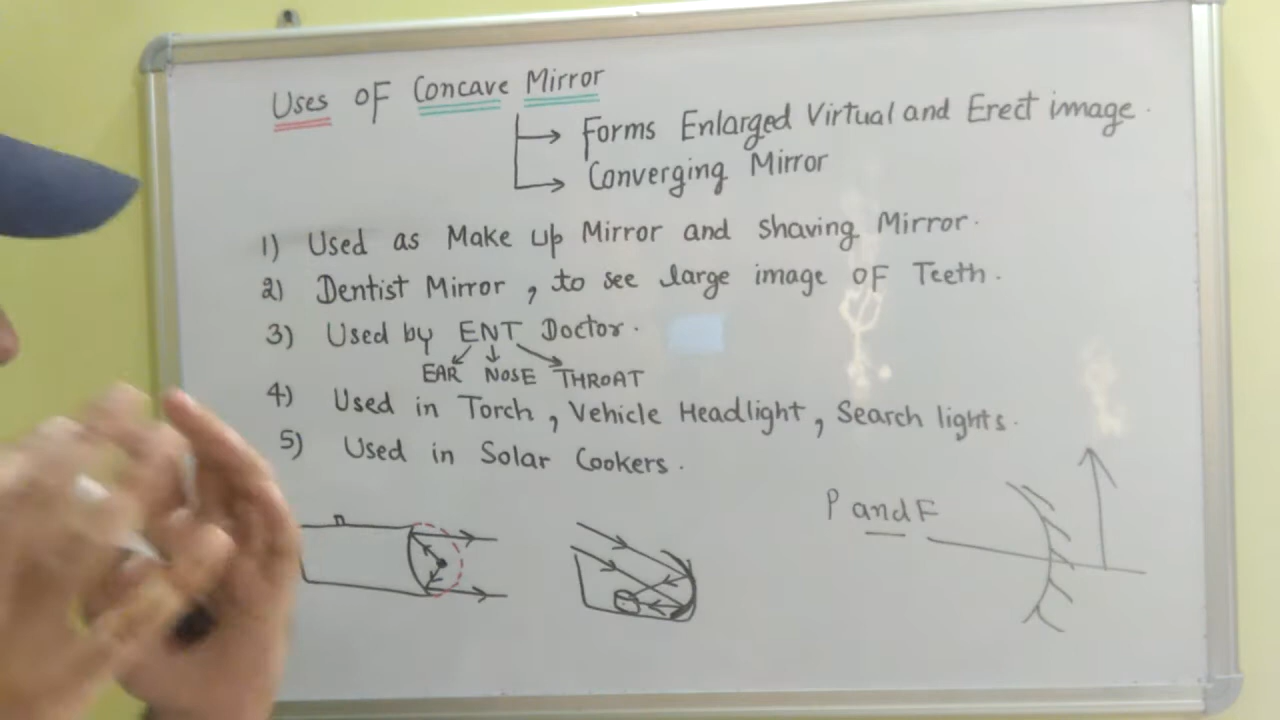 Uses OF Concave Mirror
Forms Enlarged Virtual and Erect image.
Converging Mirror
1) Used as Make up Mirror and shaving Mirror.
2) Dentist Mirror, to see large image OF Teeth.
3) Used by ENT Doctor.
EAR NOSE THROAT
4) Used in Torch, Vehicle Headlight, Search lights.
5) Used in Solar Cookers.
P and F